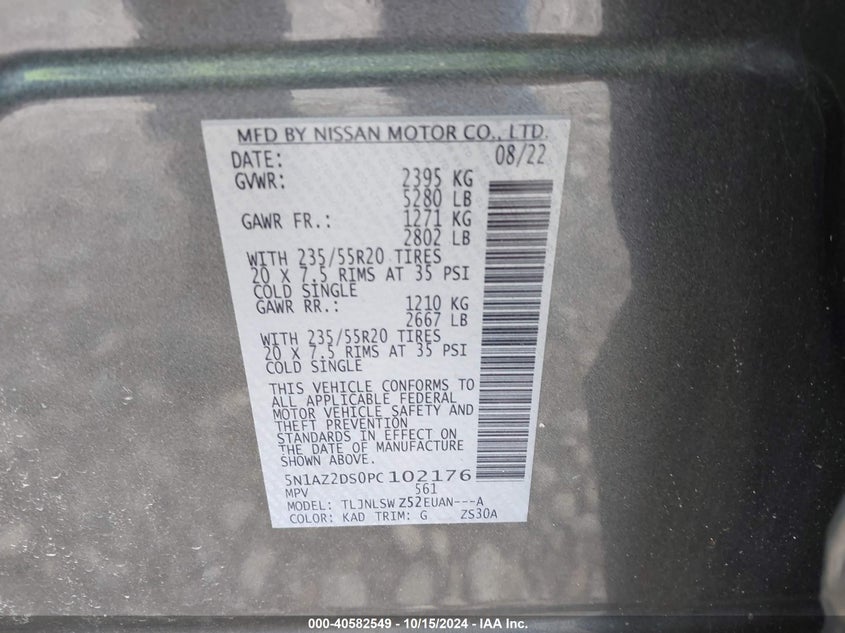 MFD BY NISSAN MOTOR CO., LTD.
DATE: 08/22
GVWR: 2395 KG
5280 LB
GAWR FR.: 1271 KG
2802 LB
WITH 235/55R20 TIRES
20 X 7.5 RIMS AT 35 PSI
COLD SINGLE
GAWR RR.: 1210 KG
2667 LB
WITH 235/55R20 TIRES
20 X 7.5 RIMS AT 35 PSI
COLD SINGLE
THIS VEHICLE CONFORMS TO
ALL APPLICABLE FEDERAL
MOTOR VEHICLE SAFETY AND
THEFT PREVENTION
STANDARDS IN EFFECT ON
THE DATE OF MANUFACTURE
SHOWN ABOVE.
5N1AZ2DS0PC102176
MPV 561
MODEL: TLJNLSWZ52EUAN---A
COLOR: KAD TRIM: G ZS30A
000-40582549 - 10/15/2024 - IAA Inc.